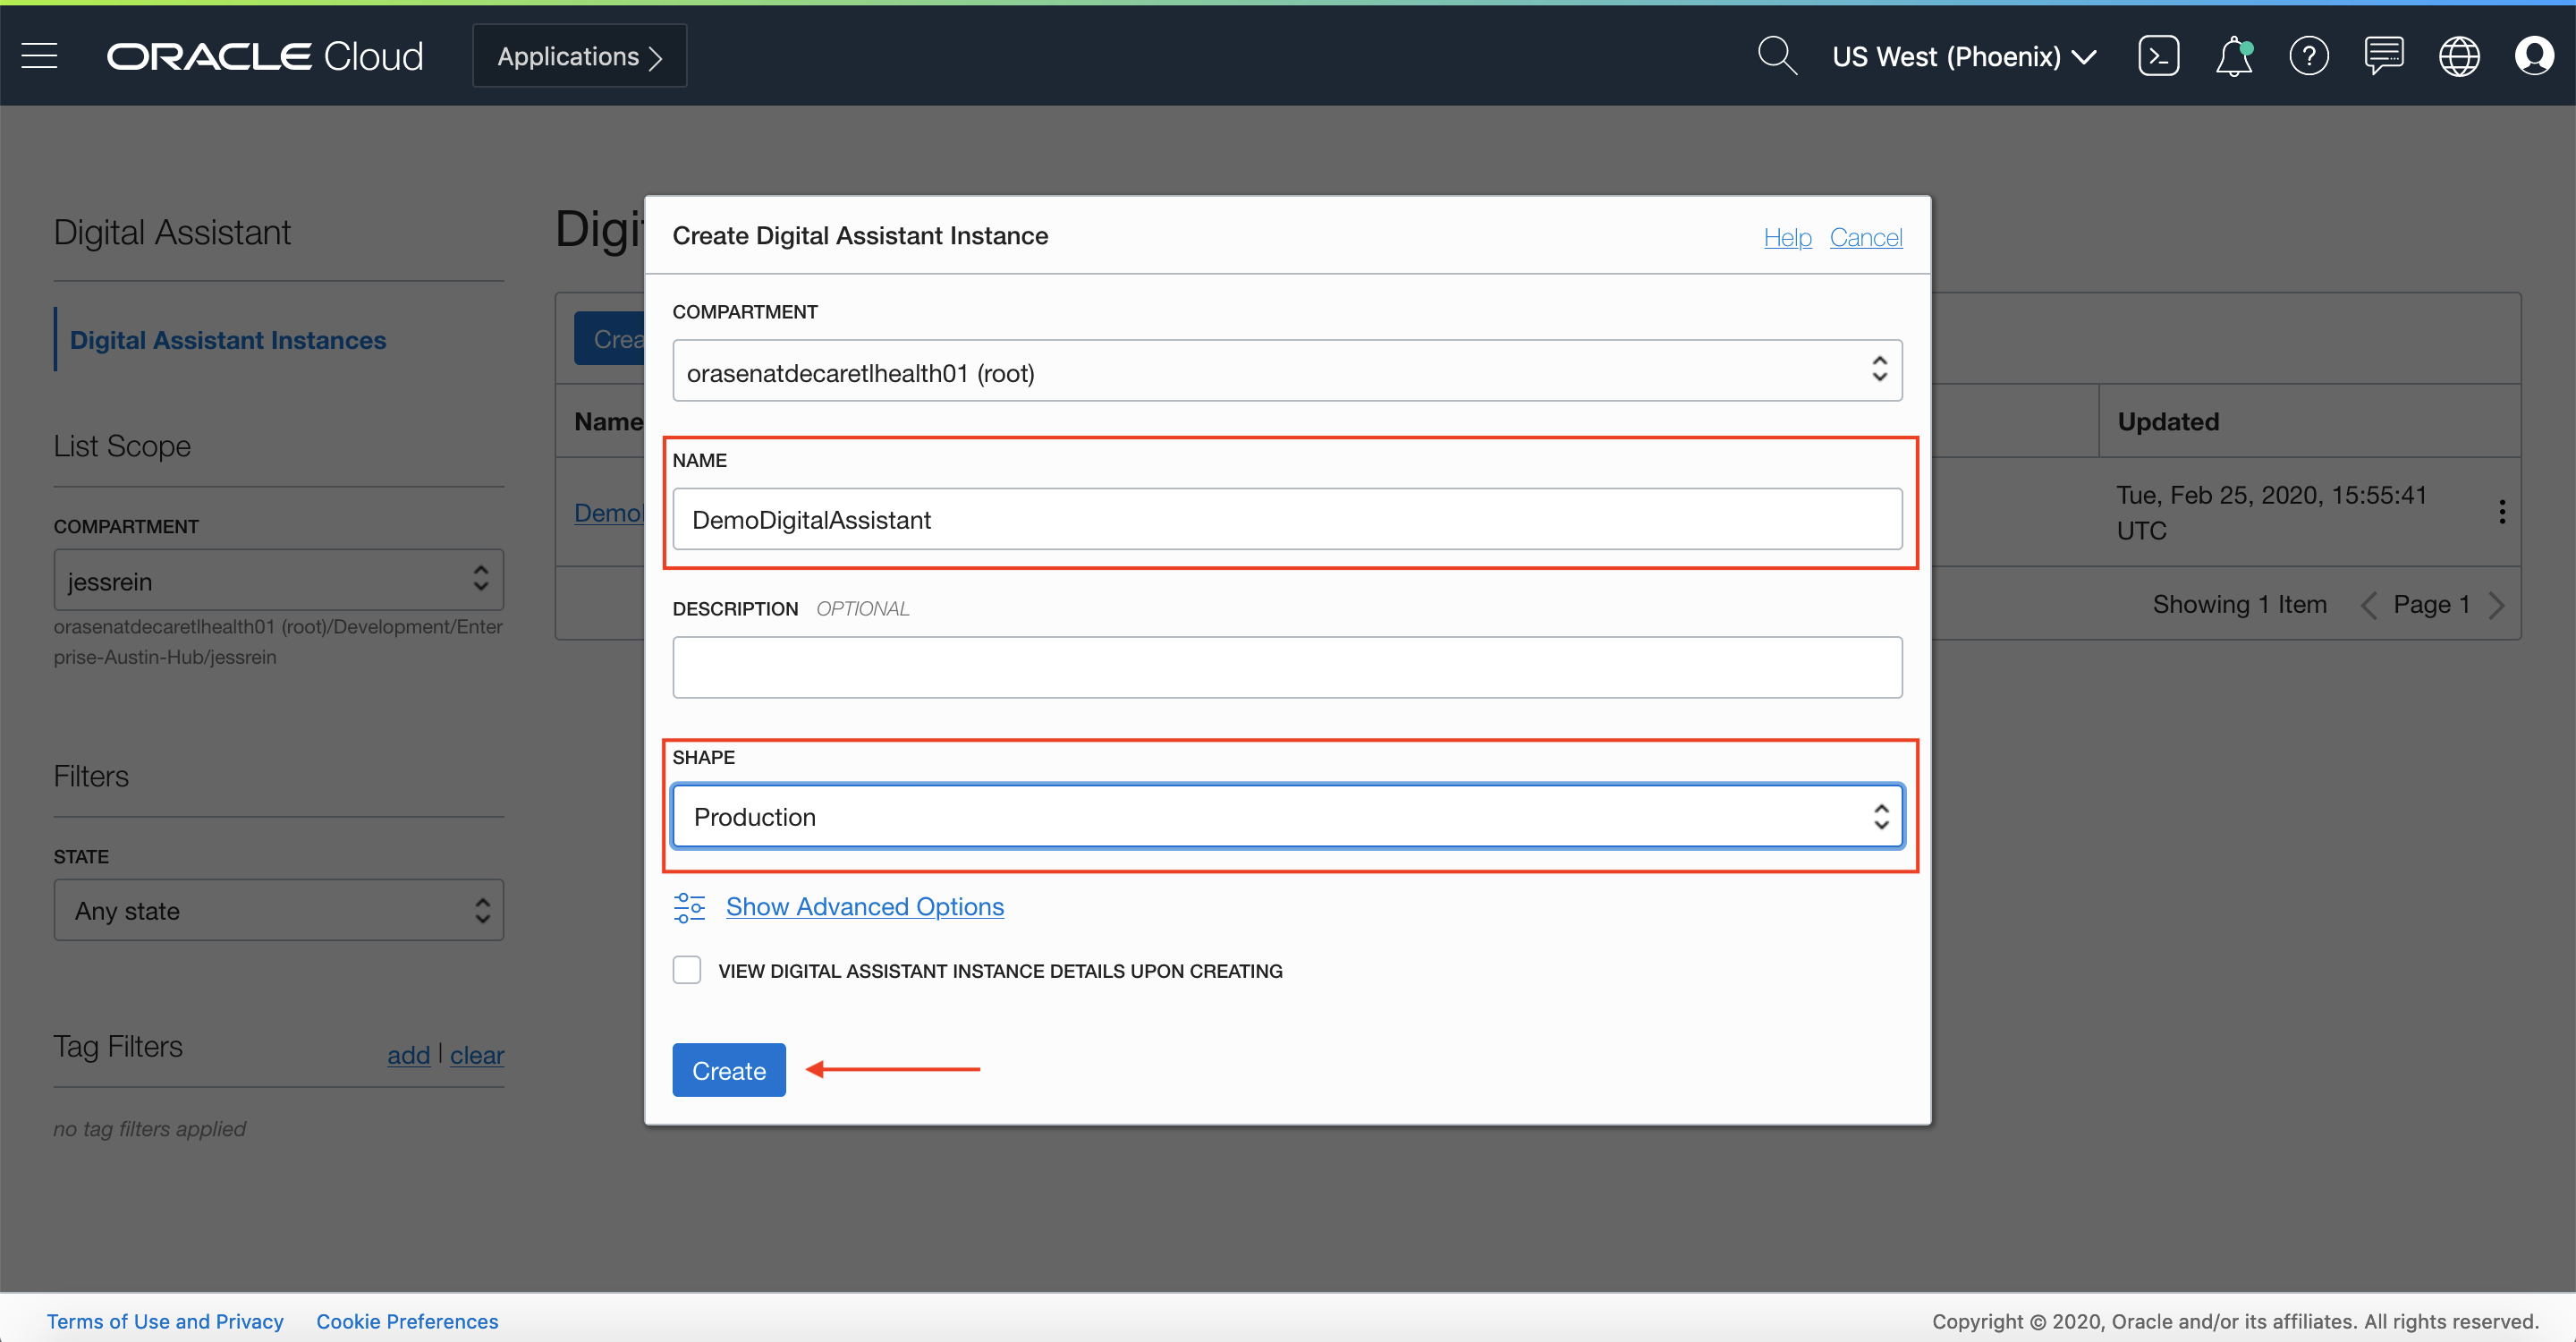 ORACLE Cloud
Applications
US West (Phoenix)
Digital Assistant
Digital Assistant Instances
List Scope
COMPARTMENT
jessrein
orasenatdecaretlhealth01 (root)/Development/Enter
prise-Austin-Hub/jessrein
Filters
STATE
Any state
Tag Filters
add | clear
no tag filters applied
Digi
Crea
Name
Demo
Updated
Tue, Feb 25, 2020, 15:55:41
UTC
Showing 1 Item
Page 1
Create Digital Assistant Instance
Help Cancel
COMPARTMENT
orasenatdecaretlhealth01 (root)
NAME
DemoDigitalAssistant
DESCRIPTION OPTIONAL
SHAPE
Production
Show Advanced Options
VIEW DIGITAL ASSISTANT INSTANCE DETAILS UPON CREATING
Create
Terms of Use and Privacy Cookie Preferences
Copyright © 2020, Oracle and/or its affiliates. All rights reserved.